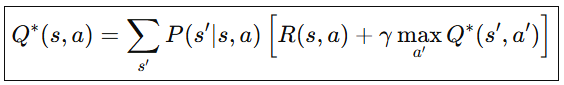 Q*(s, a) = ∑_{s'} P(s'|s, a) [R(s, a) + γ max_{a'} Q*(s', a')]